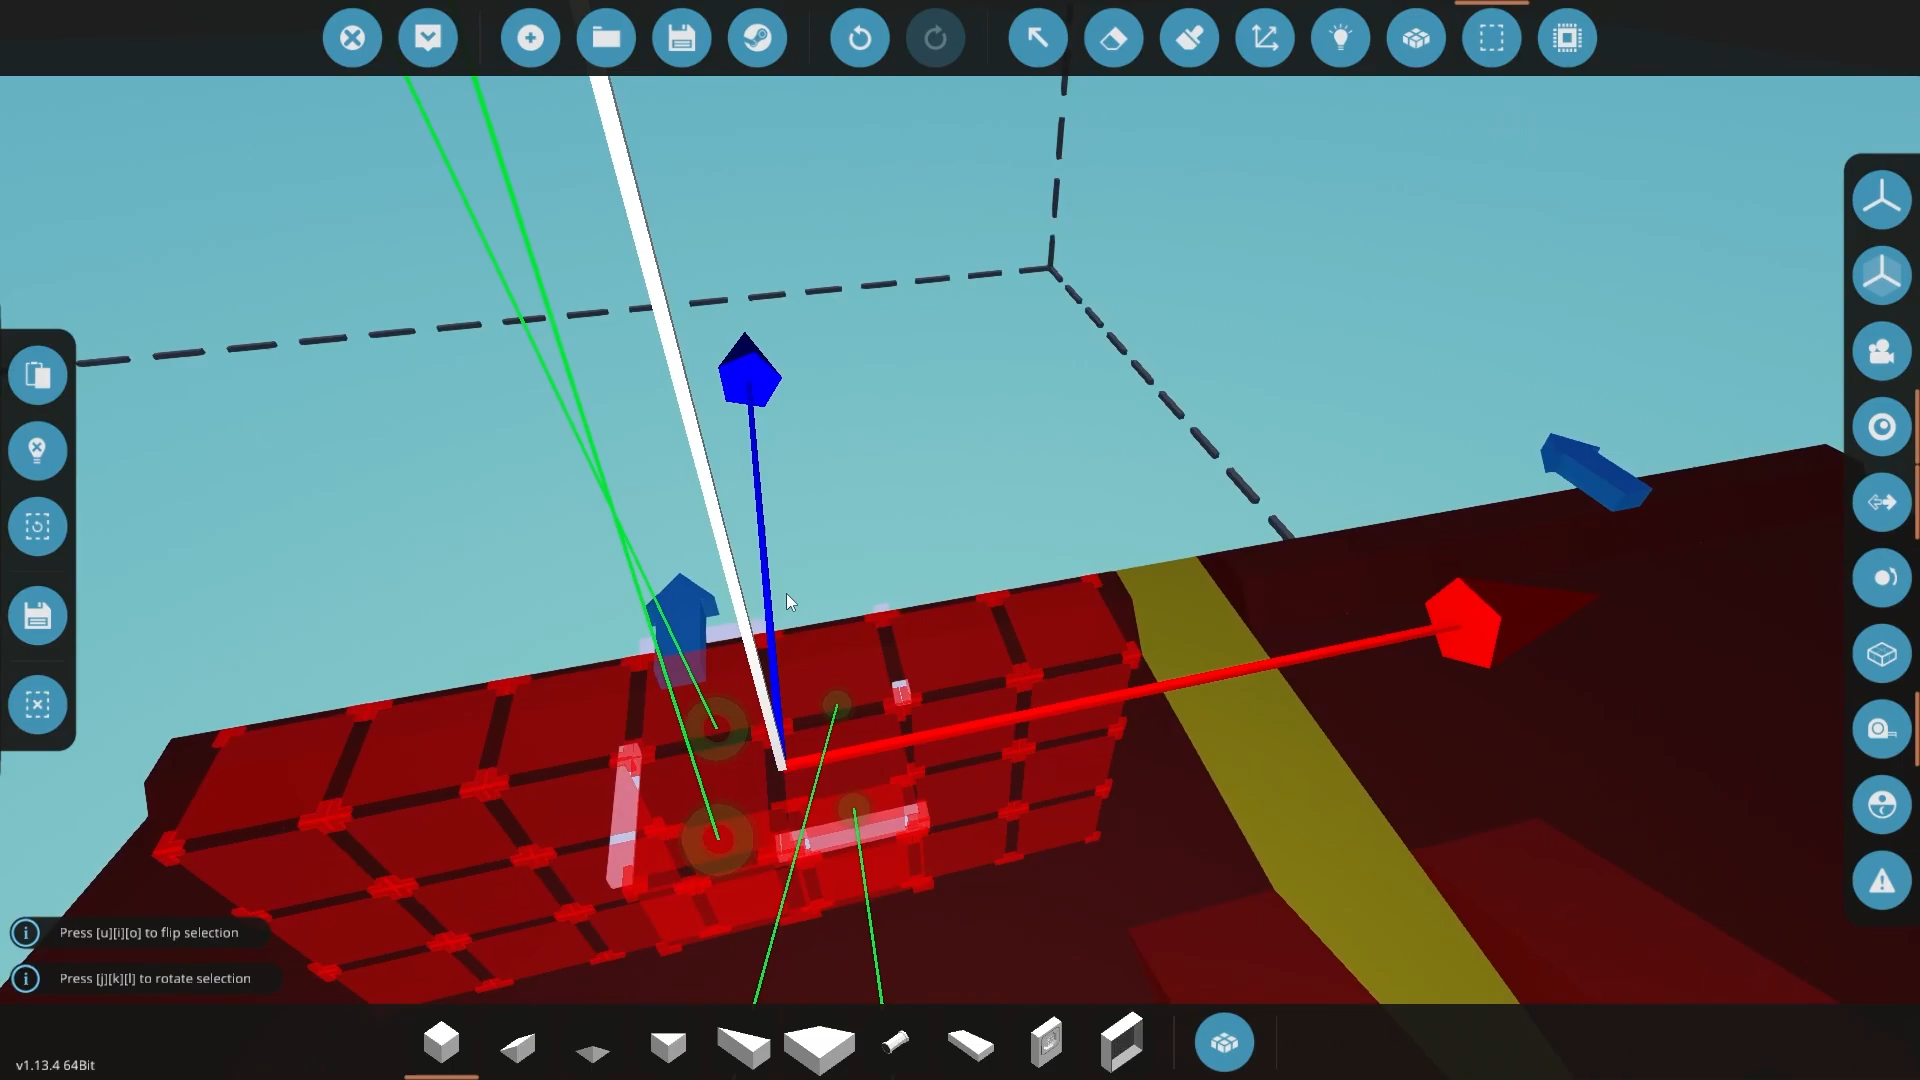 Press [u][i][o] to flip selection
Press [j][k][l] to rotate selection
v1.13.4 64Bit